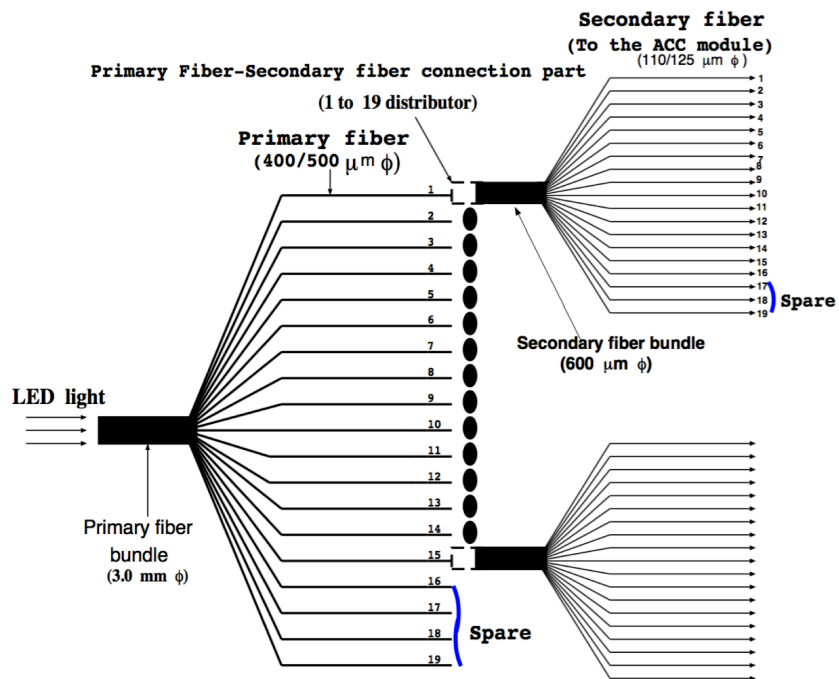 Secondary fiber
(To the ACC module)
(110/125 μm φ)
Primary Fiber-Secondary fiber connection part
(1 to 19 distributor)
Primary fiber
(400/500 μm φ)
1
2
3
4
5
6
7
8
9
10
11
12
13
14
15
16
17
18
19
Spare
Secondary fiber bundle
(600 μm φ)
1
2
3
4
5
6
7
8
9
10
11
12
13
14
15
16
17
18
19
Spare
LED light
Primary fiber
bundle
(3.0 mm φ)